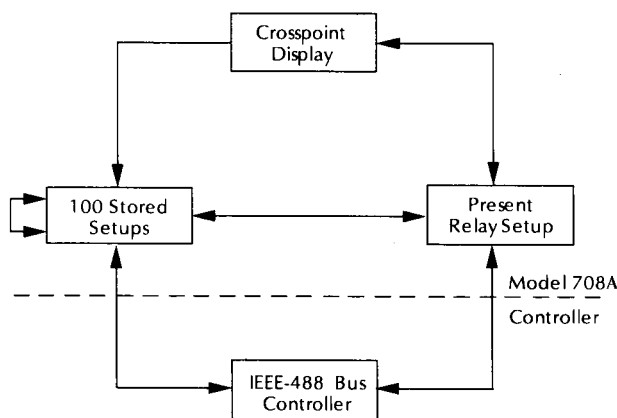 Crosspoint
Display
100 Stored
Setups
Present
Relay Setup
Model 708A
Controller
IEEE-488 Bus
Controller